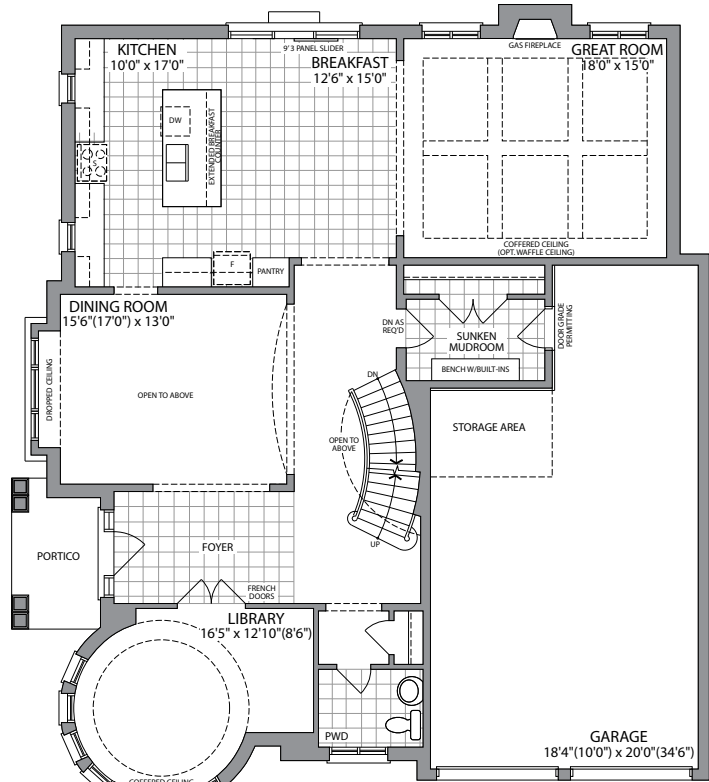 KITCHEN
10'0" x 17'0"
9'3 PANEL SLIDER
BREAKFAST
12'6" x 15'0"
GAS FIREPLACE
GREAT ROOM
18'0" x 15'0"
DW
EXTENDED BREAKFAST
COUNTER
S
COFFERED CEILING
(OPT. WAFFLE CEILING)
F
PANTRY
DINING ROOM
15'6"(17'0") x 13'0"
DN AS
REQ'D
SUNKEN
MUDROOM
DOOR GRADE
PERMITTING
BENCH W/BUILT-INS
DROPPED CEILING
OPEN TO ABOVE
DN
STORAGE AREA
OPEN TO
ABOVE
UP
PORTICO
FOYER
FRENCH
DOORS
LIBRARY
16'5" x 12'10"(8'6")
PWD
GARAGE
18'4"(10'0") x 20'0"(34'6")
COFFERED CEILING